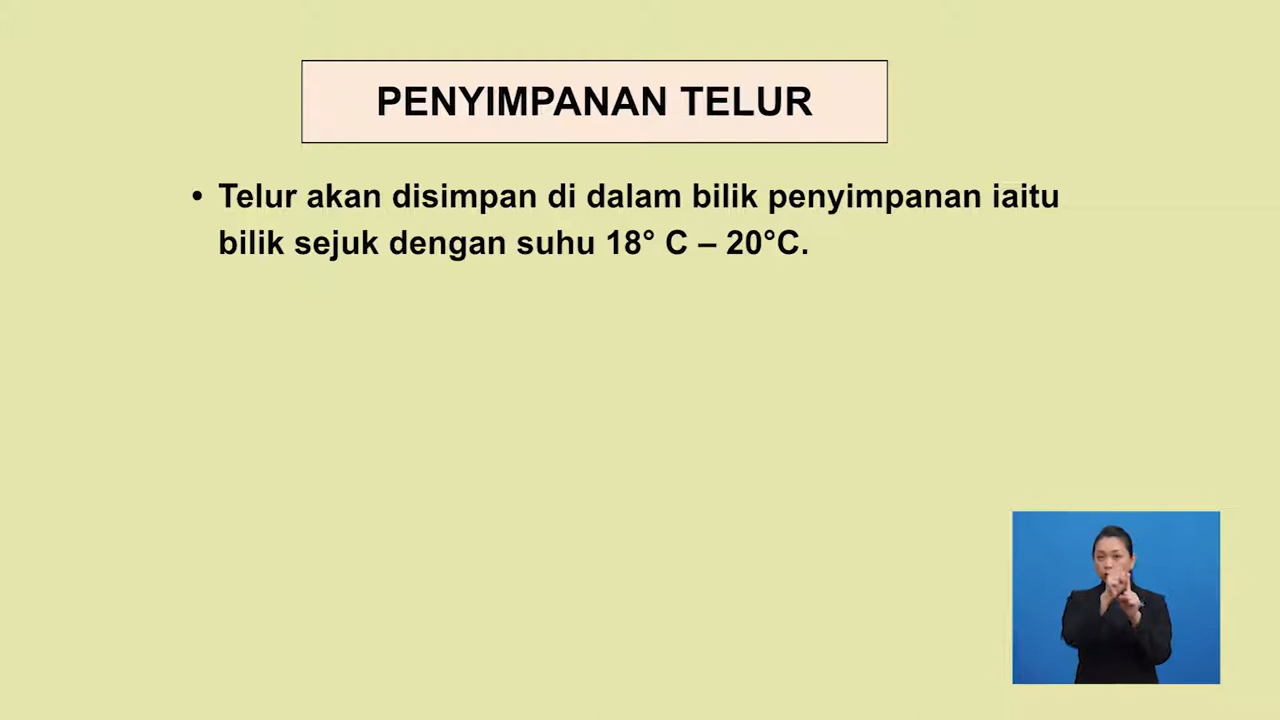 PENYIMPANAN TELUR
• Telur akan disimpan di dalam bilik penyimpanan iaitu
bilik sejuk dengan suhu 18° C – 20°C.